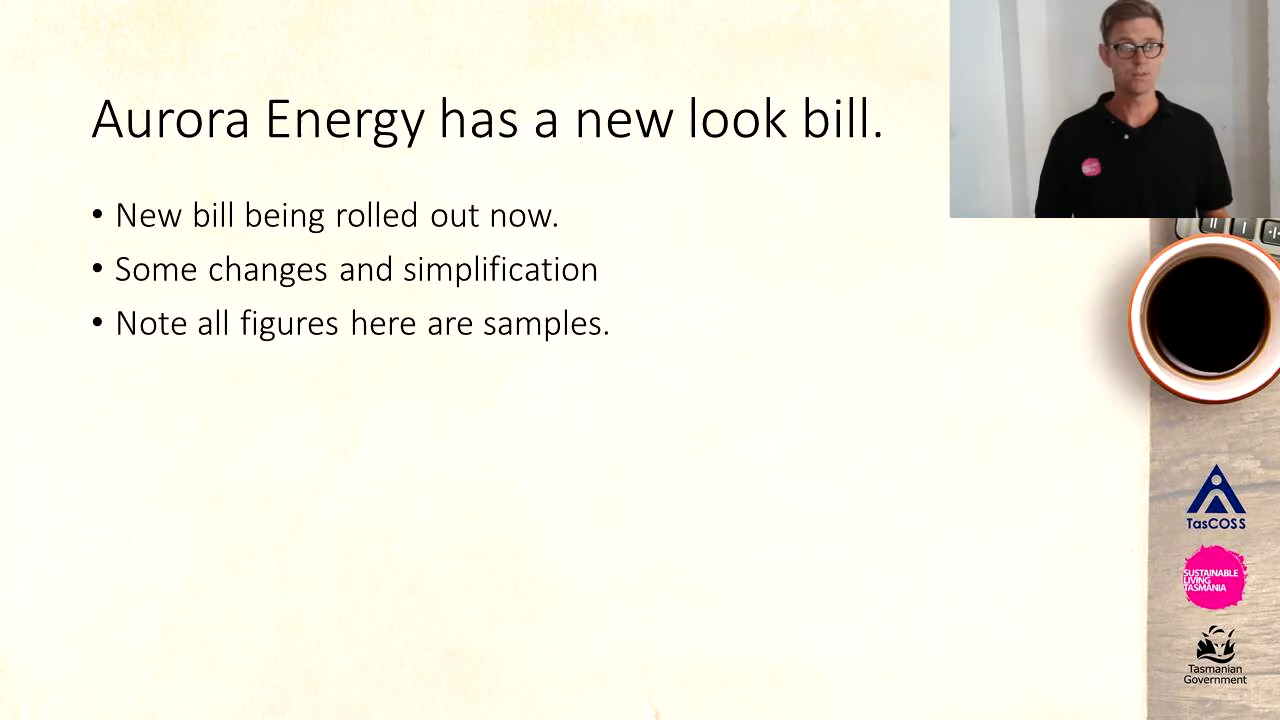 Aurora Energy has a new look bill.
• New bill being rolled out now.
• Some changes and simplification
• Note all figures here are samples.
TasCOSS
SUSTAINABLE
LIVING
TASMANIA
Tasmanian
Government